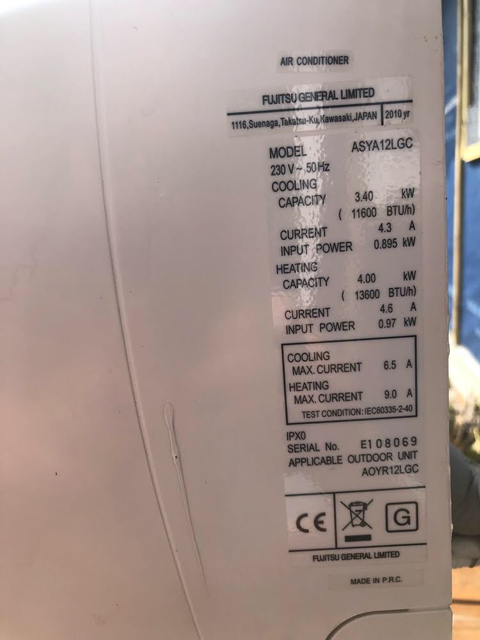 AIR CONDITIONER
FUJITSU GENERAL LIMITED
1116,Suenaga,Takatsu-Ku,Kawasaki,JAPAN 2010 yr
MODEL ASYA12LGC
230 V ~ 50 Hz
COOLING
CAPACITY 3.40 kW
( 11600 BTU/h)
CURRENT 4.3 A
INPUT POWER 0.895 kW
HEATING
CAPACITY 4.00 kW
( 13600 BTU/h)
CURRENT 4.6 A
INPUT POWER 0.97 kW
COOLING
MAX. CURRENT 6.5 A
HEATING
MAX. CURRENT 9.0 A
TEST CONDITION: IEC60335-2-40
IPX0
SERIAL No. E108069
APPLICABLE OUTDOOR UNIT
AOYR12LGC
CE G
FUJITSU GENERAL LIMITED
MADE IN P.R.C.